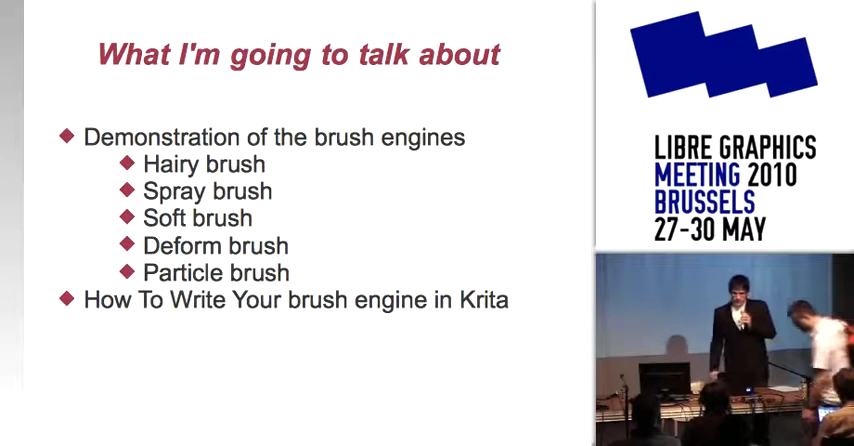 What I'm going to talk about
Demonstration of the brush engines
Hairy brush
Spray brush
Soft brush
Deform brush
Particle brush
How To Write Your brush engine in Krita
LIBRE GRAPHICS
MEETING 2010
BRUSSELS
27-30 MAY